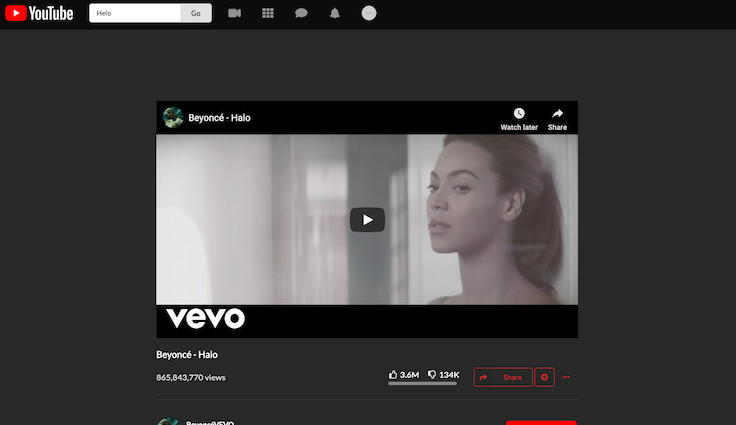 YouTube
Helo
Go
Beyoncé - Halo
Watch later
Share
vevo
Beyoncé - Halo
865,843,770 views
3.6M
134K
Share
BeyoncéVEVO